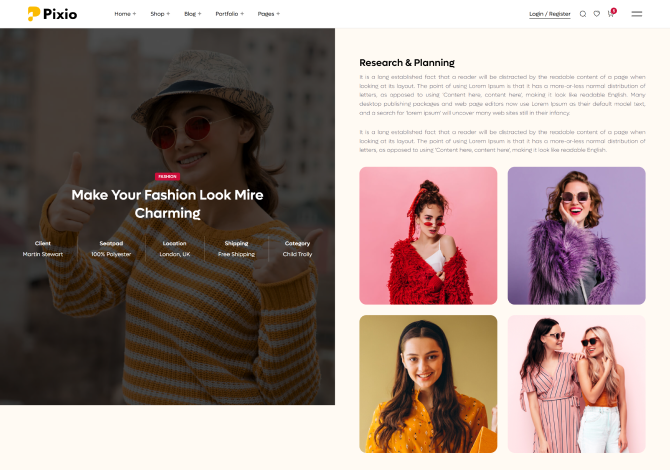 Pixio
Home +
Shop +
Blog +
Portfolio +
Pages +
Login / Register
FASHION
Make Your Fashion Look Mire
Charming
Client
Martin Stewart
Seatpad
100% Polyester
Location
London, UK
Shipping
Free Shipping
Category
Child Trolly
Research & Planning
It is a long established fact that a reader will be distracted by the readable content of a page when
looking at its layout. The point of using Lorem Ipsum is that it has a more-or-less normal distribution of
letters, as opposed to using 'Content here, content here', making it look like readable English. Many
desktop publishing packages and web page editors now use Lorem Ipsum as their default model text,
and a search for 'lorem ipsum' will uncover many web sites still in their infancy.
It is a long established fact that a reader will be distracted by the readable content of a page when
looking at its layout. The point of using Lorem Ipsum is that it has a more-or-less normal distribution of
letters, as opposed to using 'Content here, content here', making it look like readable English.